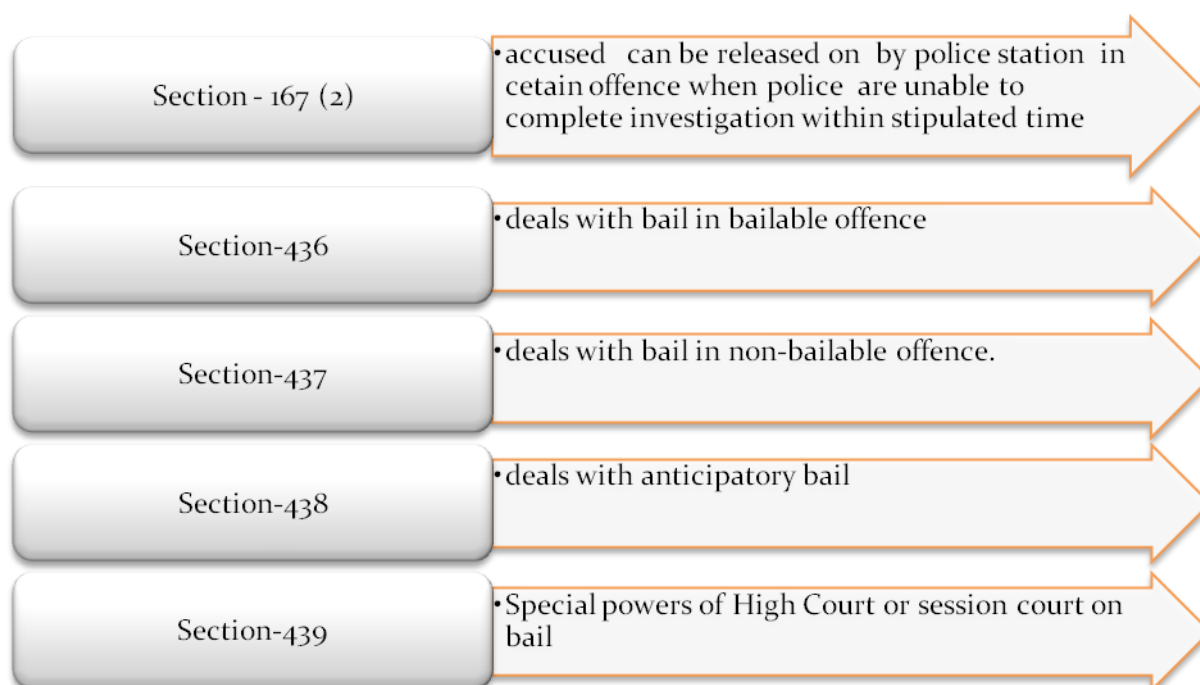 Section - 167 (2)
•accused can be released on by police station in
cetain offence when police are unable to
complete investigation within stipulated time
Section-436
•deals with bail in bailable offence
Section-437
•deals with bail in non-bailable offence.
Section-438
•deals with anticipatory bail
Section-439
•Special powers of High Court or session court on
bail